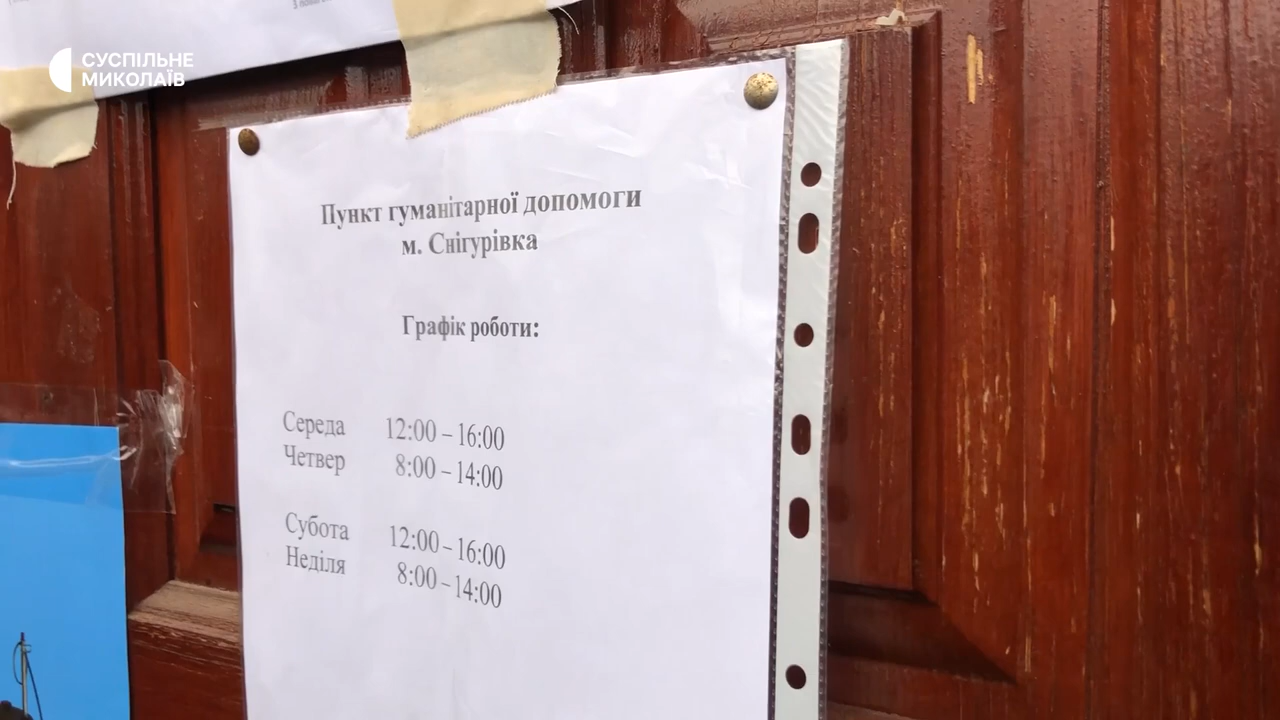 СУСПІЛЬНЕ
МИКОЛАЇВ
Пункт гуманітарної допомоги
м. Снігурівка
Графік роботи:
Середа 12:00 – 16:00
Четвер 8:00 – 14:00
Субота 12:00 – 16:00
Неділя 8:00 – 14:00